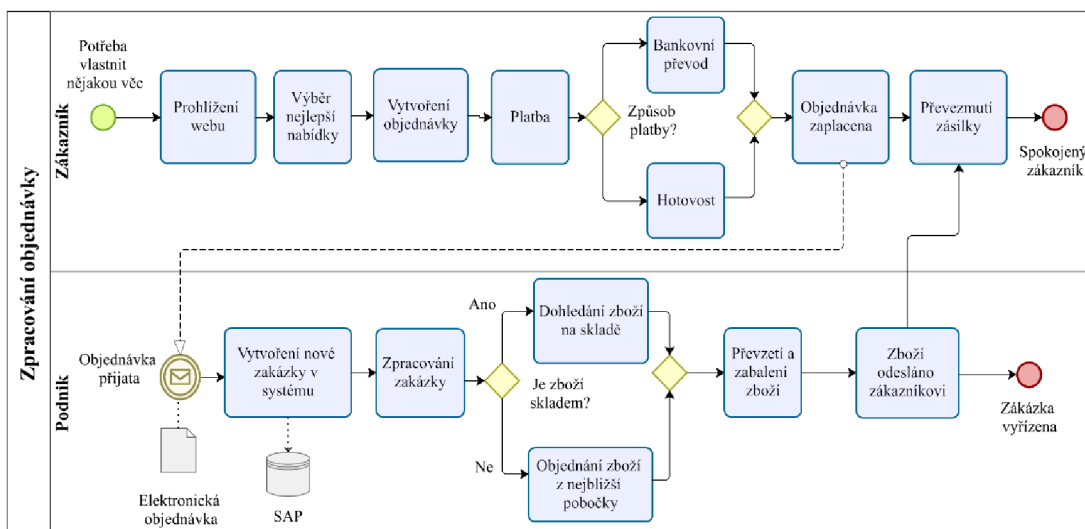 Zpracování objednávky
Zákazník
Potřeba
vlastnit
nějakou věc
Prohlížení
webu
Výběr
nejlepší
nabídky
Vytvoření
objednávky
Platba
Způsob
platby?
Bankovní
převod
Hotovost
Objednávka
zaplacena
Převezmutí
zásilky
Spokojený
zákazník
Podnik
Objednávka
přijata
Elektronická
objednávka
Vytvoření nové
zakázky v
systému
SAP
Zpracování
zakázky
Ano
Je zboží
skladem?
Ne
Dohledání zboží
na skladě
Objednání zboží
z nejbližší
pobočky
Převzetí a
zabalení
zboží
Zboží
odesláno
zákazníkovi
Zákázka
vyřízena